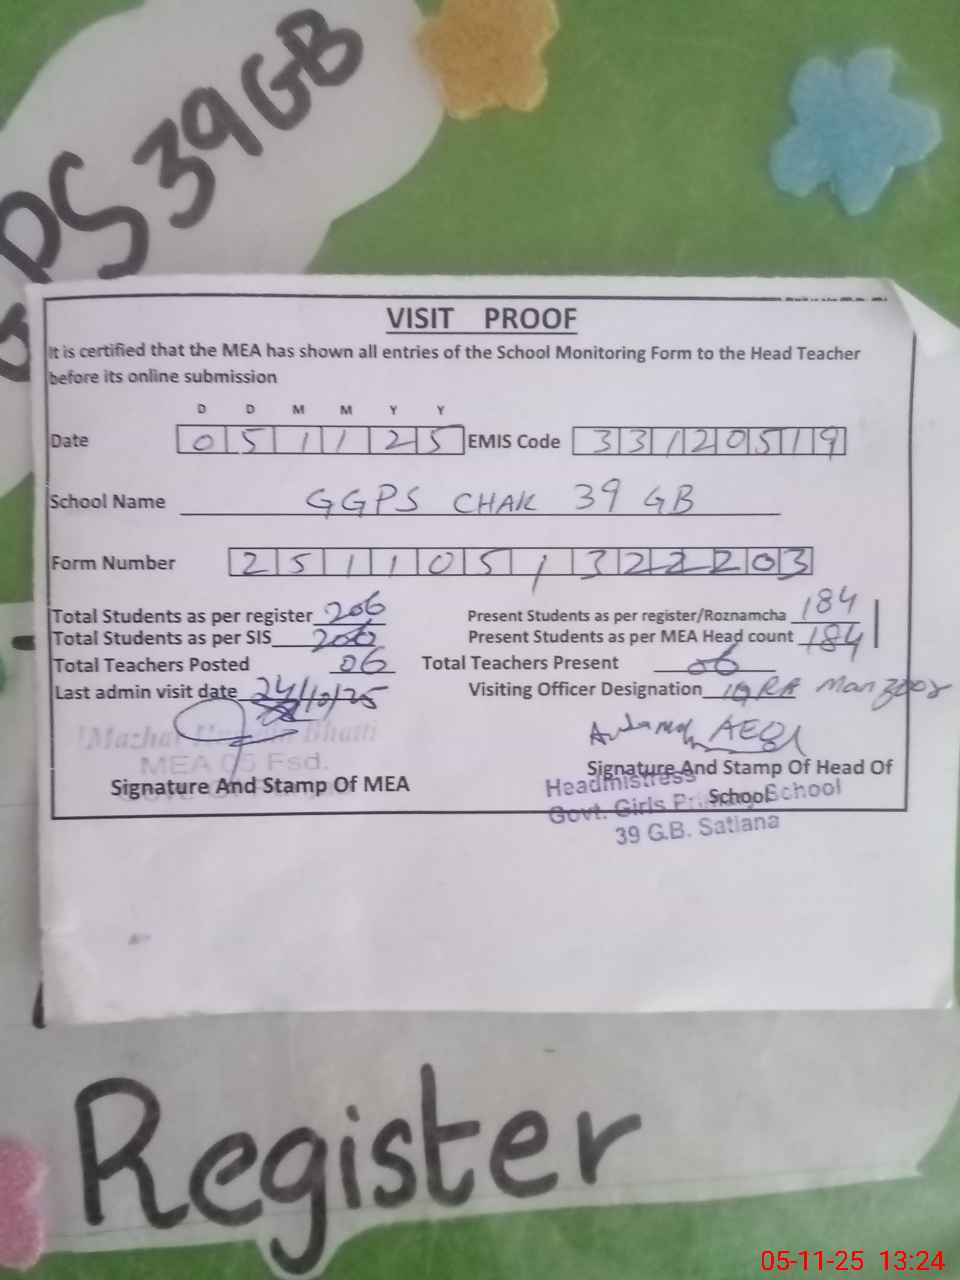 PS 39 GB
VISIT PROOF
It is certified that the MEA has shown all entries of the School Monitoring Form to the Head Teacher
before its online submission
D D M M Y Y
Date 0 5 1 1 2 5 EMIS Code 3 3 1 2 0 5 1 9
School Name GGPS CHAK 39 GB
Form Number 2 5 1 1 0 5 1 3 2 2 2 0 3
Total Students as per register 206 Present Students as per register/Roznamcha 184
Total Students as per SIS 206 Present Students as per MEA Head count 184
Total Teachers Posted 06 Total Teachers Present 06
Last admin visit date 24/10/25 Visiting Officer Designation IQRA Manzoor
AEO
Mazhar Bhatti
MEA 05 Fsd.
Signature And Stamp Of MEA Signature And Stamp Of Head Of
School
Headmistress
Govt. Girls Primary School
39 G.B. Satiana
Register
05-11-25 13:24